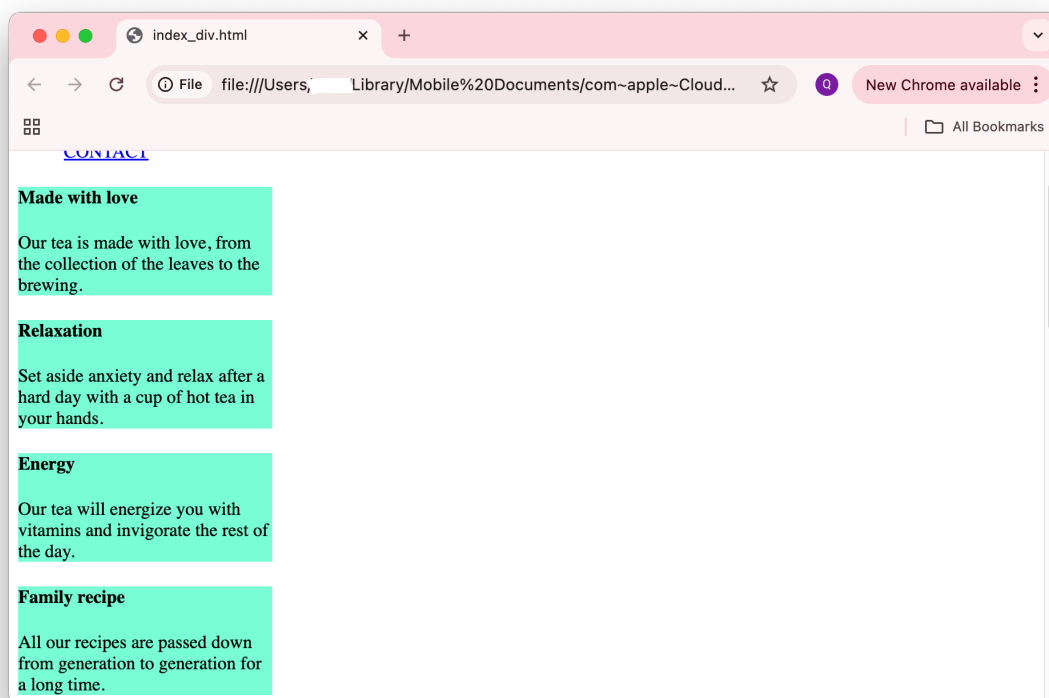 index_div.html
File
file:///Users/ Library/Mobile%20Documents/com~apple~Cloud...
Q
New Chrome available
All Bookmarks
CONTACT
Made with love
Our tea is made with love, from
the collection of the leaves to the
brewing.
Relaxation
Set aside anxiety and relax after a
hard day with a cup of hot tea in
your hands.
Energy
Our tea will energize you with
vitamins and invigorate the rest of
the day.
Family recipe
All our recipes are passed down
from generation to generation for
a long time.